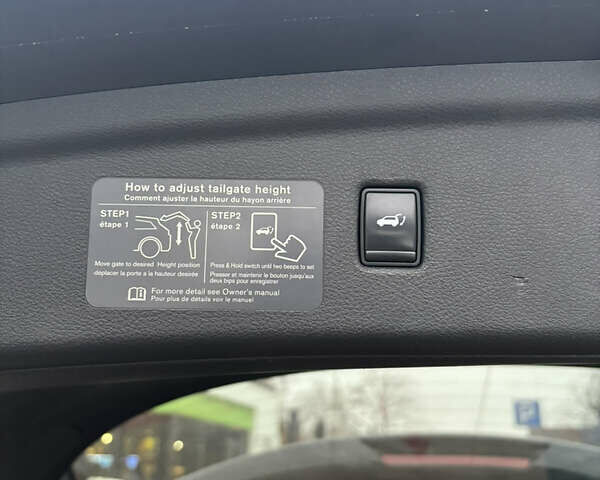 How to adjust tailgate height
Comment ajuster le hauteur du hayon arrière
STEP1
étape 1
Move gate to desired Height position
déplacer la porte a la hauteur desirée
STEP2
étape 2
Press & Hold switch until two beeps to set
Presser et maintenir le bouton jusqu'aux
deux bips pour enregistrer
For more detail see Owner's manual
Pour plus de détails voir le manuel
P